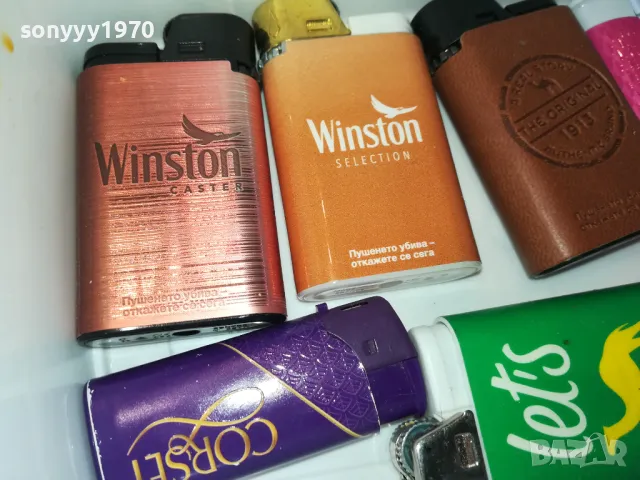 sonyyy1970
Winston
CASTER
Пушенето убива –
откажете се сега
Winston
SELECTION
Пушенето убива –
откажете се сега
THE ORIGINAL
1913
CORSET
let's
BAZAR